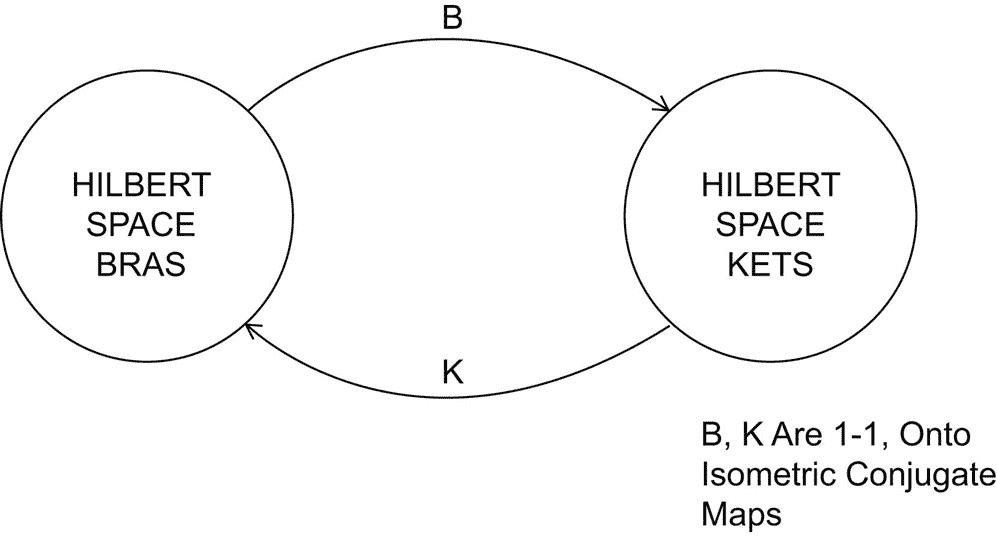 B
HILBERT
SPACE
BRAS
HILBERT
SPACE
KETS
K
B, K Are 1-1, Onto
Isometric Conjugate
Maps